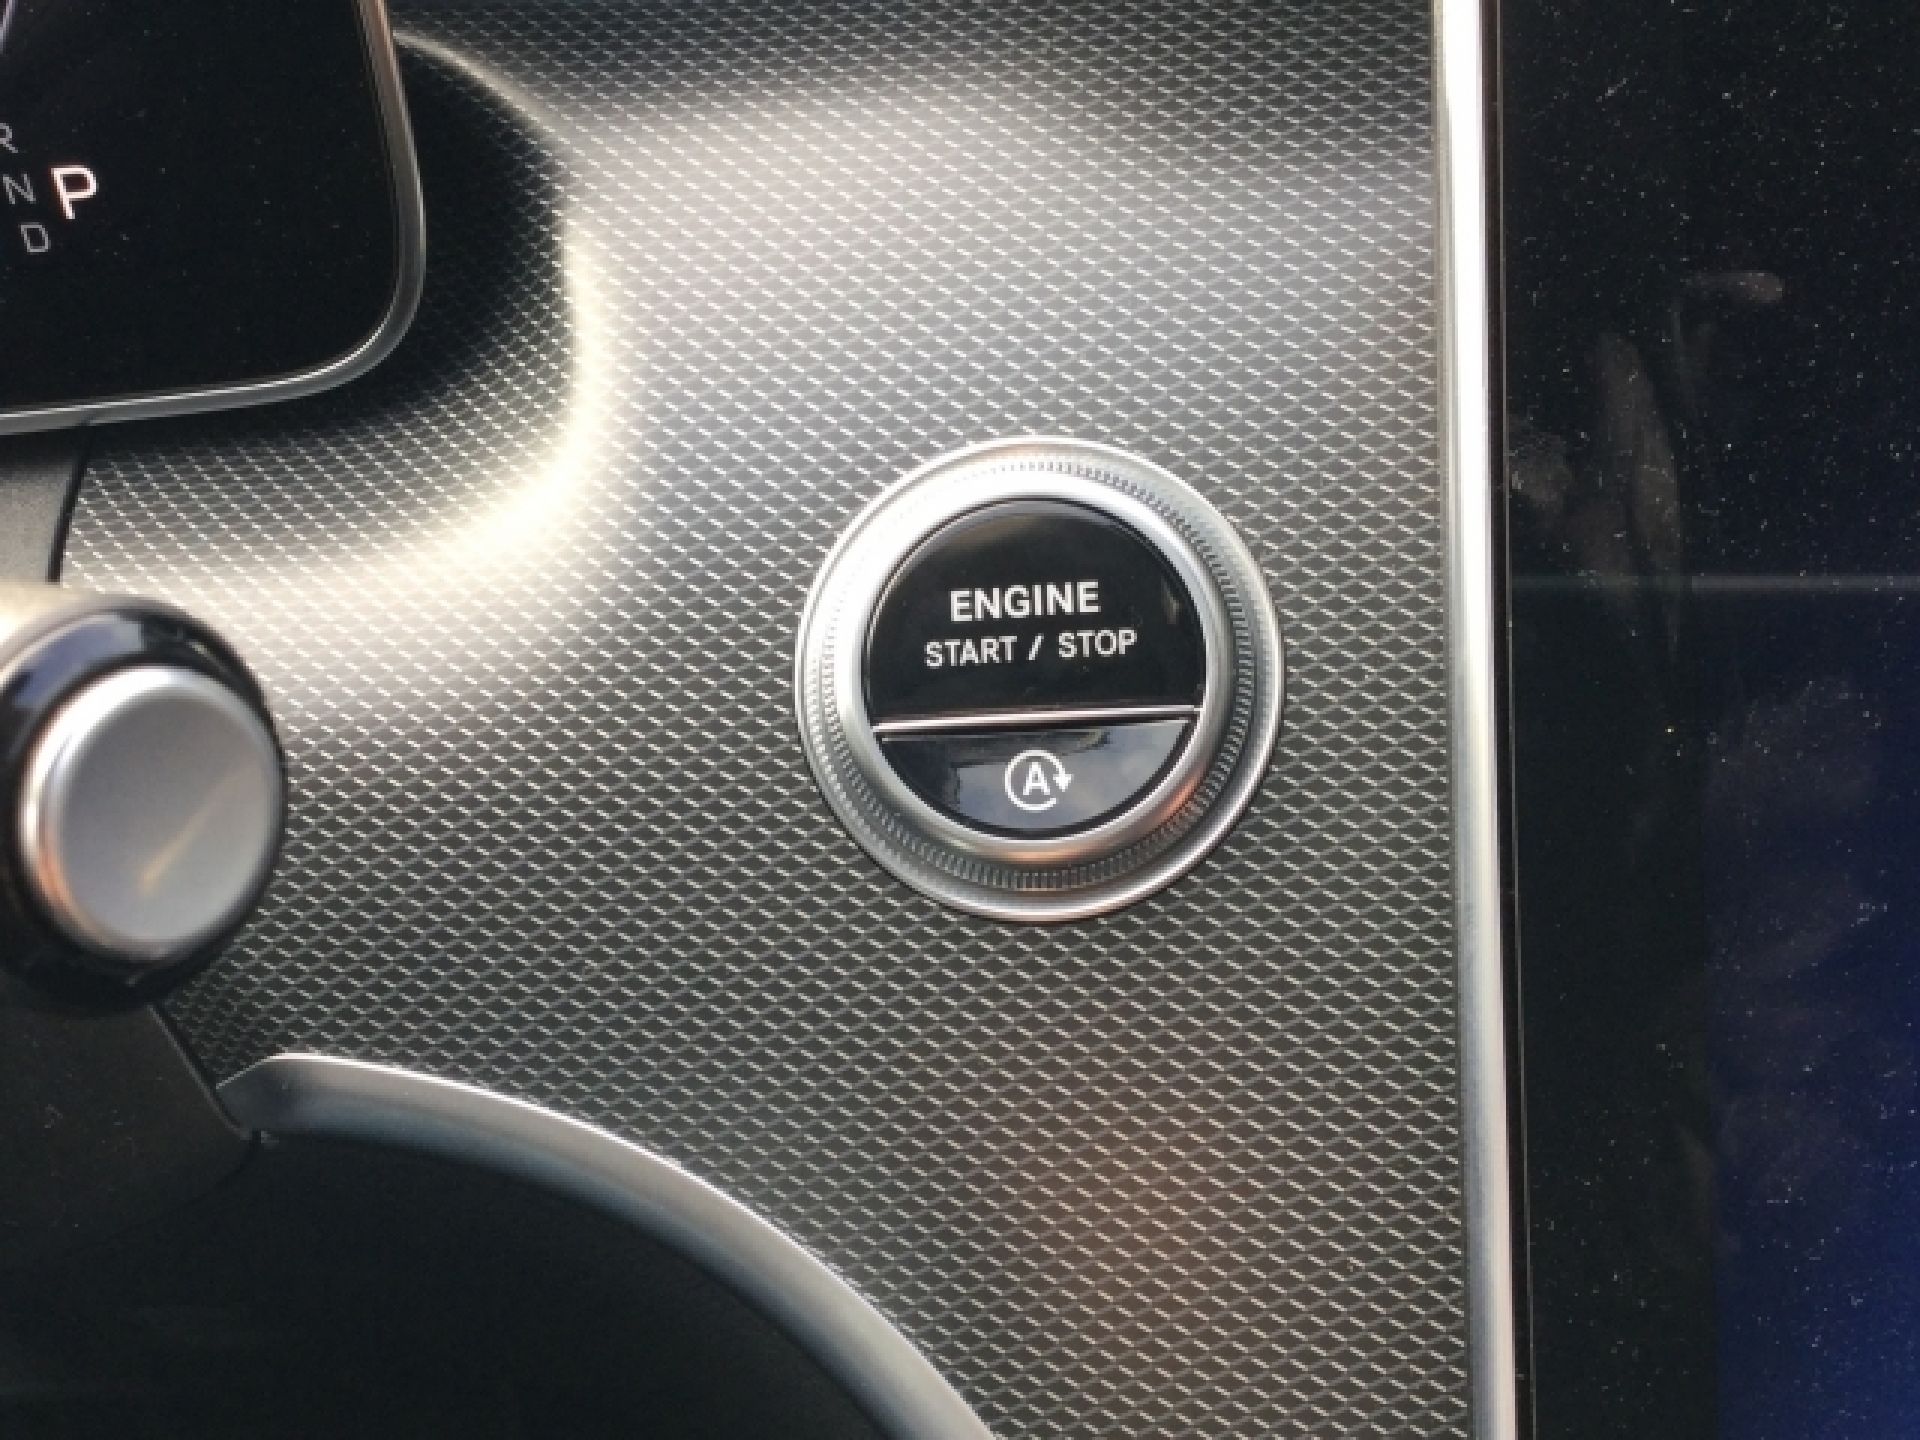 R
N P
D
ENGINE
START / STOP
A